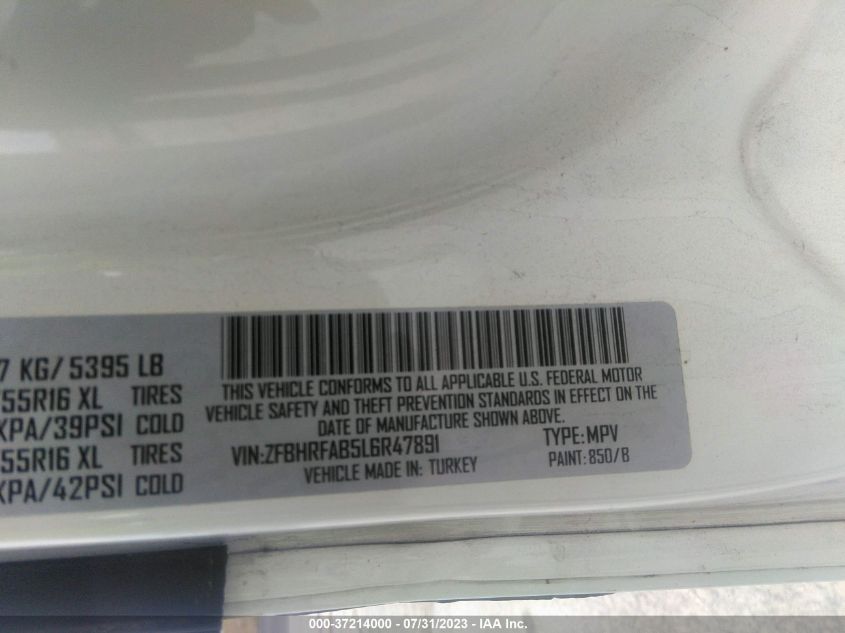 7 KG/ 5395 LB
55R16 XL TIRES
KPA/39PSI COLD
55R16 XL TIRES
KPA/42PSI COLD
THIS VEHICLE CONFORMS TO ALL APPLICABLE U.S. FEDERAL MOTOR
VEHICLE SAFETY AND THEFT PREVENTION STANDARDS IN EFFECT ON THE
DATE OF MANUFACTURE SHOWN ABOVE.
VIN:ZFBHRFAB5L6R47891 TYPE:MPV
VEHICLE MADE IN: TURKEY PAINT: 850/B
000-37214000 - 07/31/2023 - IAA Inc.